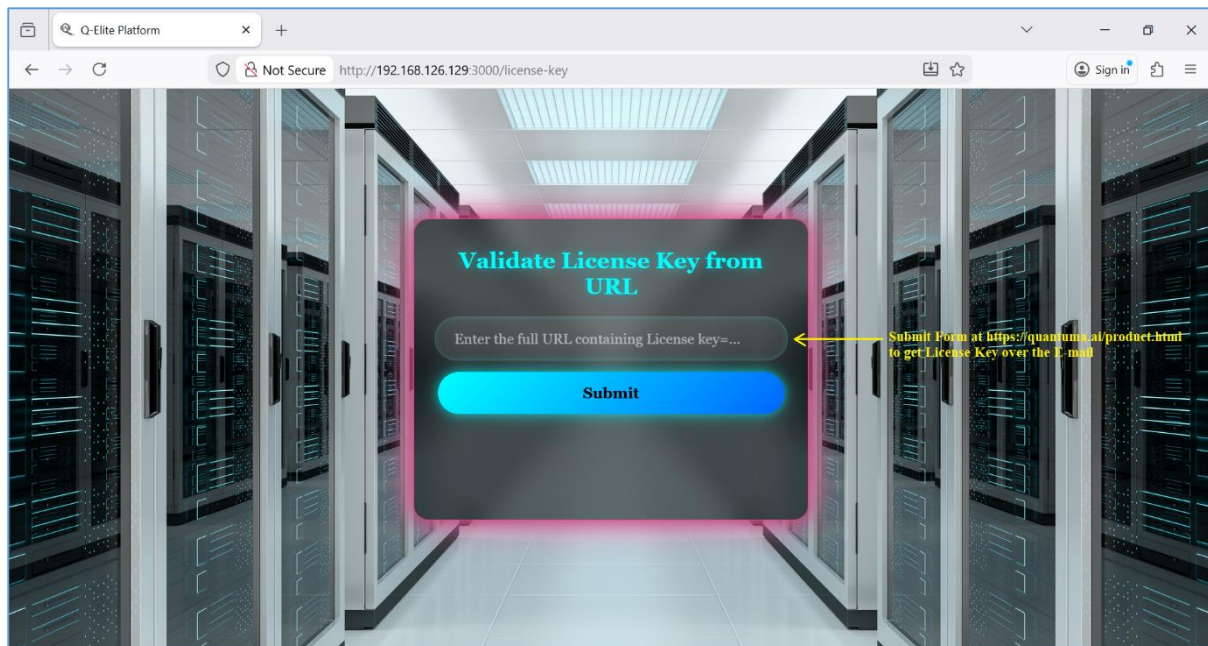 Q-Elite Platform
Not Secure http://192.168.126.129:3000/license-key
Sign in
Validate License Key from
URL
Enter the full URL containing License key=...
Submit Form at https://quantuma.ai/product.html
to get License Key over the E-mail
Submit